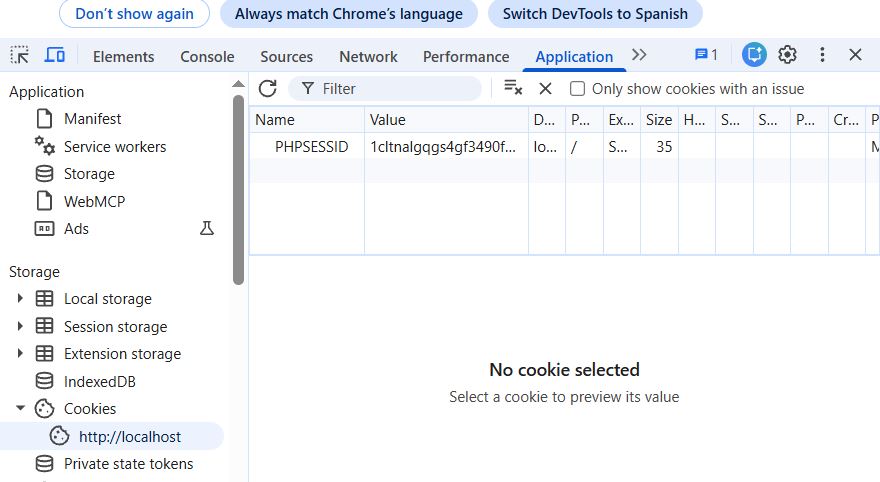 Don't show again Always match Chrome's language Switch DevTools to Spanish
Elements Console Sources Network Performance Application 1
Application
Manifest
Service workers
Storage
WebMCP
Ads
Storage
Local storage
Session storage
Extension storage
IndexedDB
Cookies
http://localhost
Private state tokens
Filter Only show cookies with an issue
Name Value D... P... Ex... Size H... S... S... P... Cr... P
PHPSESSID 1cltnalgqgs4gf3490f... lo... / S... 35 M
No cookie selected
Select a cookie to preview its value